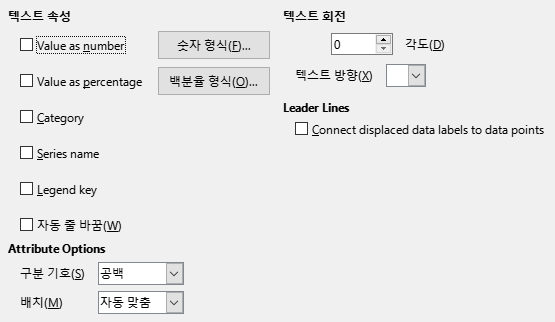 텍스트 속성
Value as number
숫자 형식(F)...
Value as percentage
백분율 형식(O)...
Category
Series name
Legend key
자동 줄 바꿈(W)
Attribute Options
구분 기호(S) 공백
배치(M) 자동 맞춤
텍스트 회전
0 각도(D)
텍스트 방향(X)
Leader Lines
Connect displaced data labels to data points